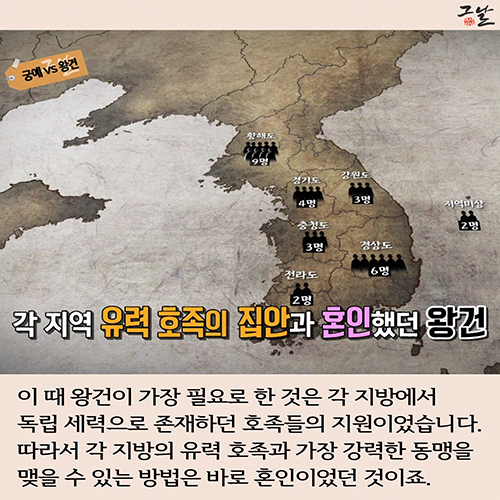 그날
궁예 vs 왕건
황해도
9명
경기도
4명
강원도
3명
지역미상
2명
충청도
3명
경상도
6명
전라도
2명
각 지역 유력 호족의 집안과 혼인했던 왕건
이 때 왕건이 가장 필요로 한 것은 각 지방에서
독립 세력으로 존재하던 호족들의 지원이었습니다.
따라서 각 지방의 유력 호족과 가장 강력한 동맹을
맺을 수 있는 방법은 바로 혼인이었던 것이죠.